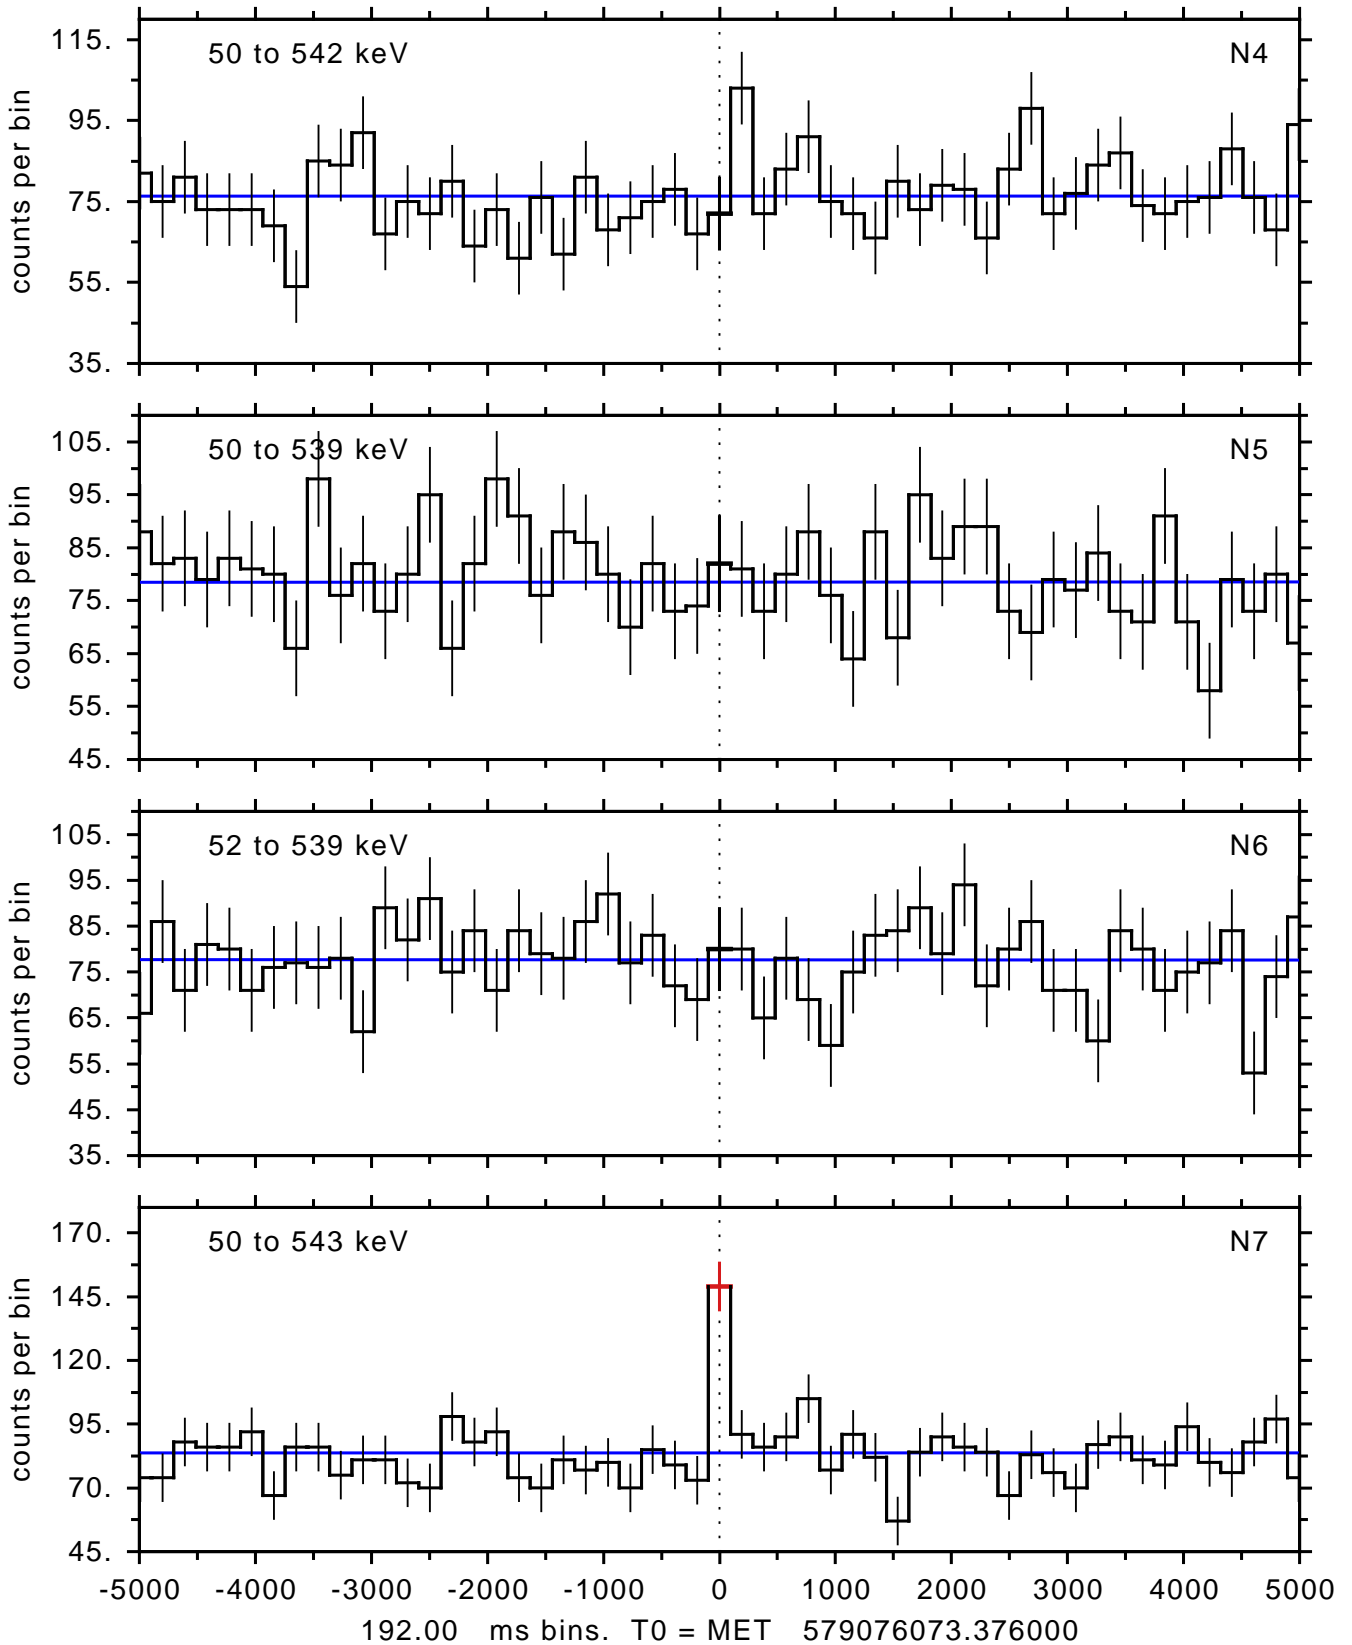 50 to 542 keV N4
115.
95.
75.
55.
35.
counts per bin
50 to 539 keV N5
105.
95.
85.
75.
65.
55.
45.
counts per bin
52 to 539 keV N6
105.
95.
85.
75.
65.
55.
45.
35.
counts per bin
50 to 543 keV N7
170.
145.
120.
95.
70.
45.
counts per bin
-5000 -4000 -3000 -2000 -1000 0 1000 2000 3000 4000 5000
192.00 ms bins. T0 = MET 579076073.376000